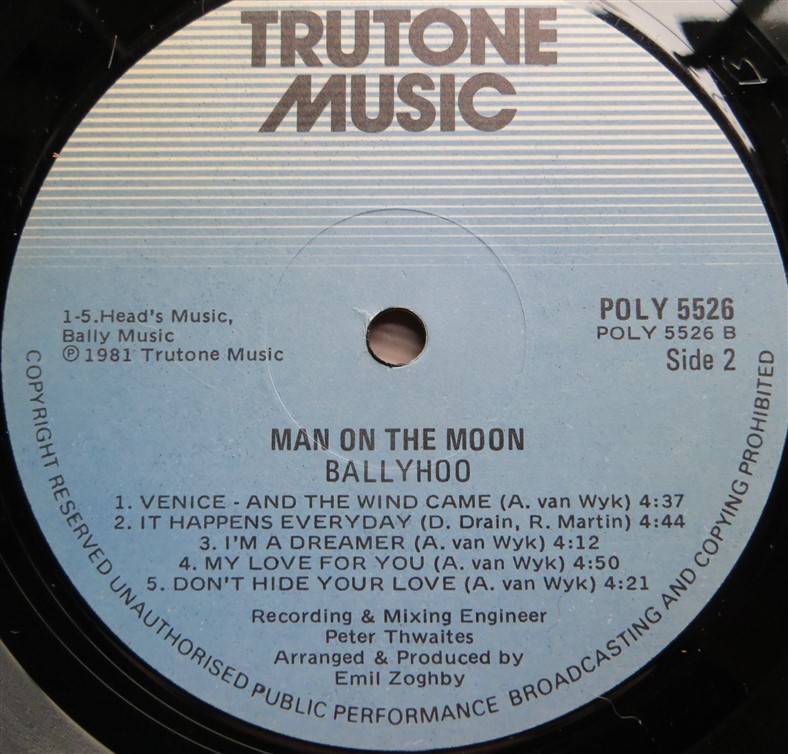 TRUTONE
MUSIC
1-5.Head's Music,
Bally Music
℗ 1981 Trutone Music
POLY 5526
POLY 5526 B
Side 2
MAN ON THE MOON
BALLYHOO
1. VENICE - AND THE WIND CAME (A. van Wyk) 4:37
2. IT HAPPENS EVERYDAY (D. Drain, R. Martin) 4:44
3. I'M A DREAMER (A. van Wyk) 4:12
4. MY LOVE FOR YOU (A. van Wyk) 4:50
5. DON'T HIDE YOUR LOVE (A. van Wyk) 4:21
Recording & Mixing Engineer
Peter Thwaites
Arranged & Produced by
Emil Zoghby
COPYRIGHT RESERVED UNAUTHORISED PUBLIC PERFORMANCE BROADCASTING AND COPYING PROHIBITED